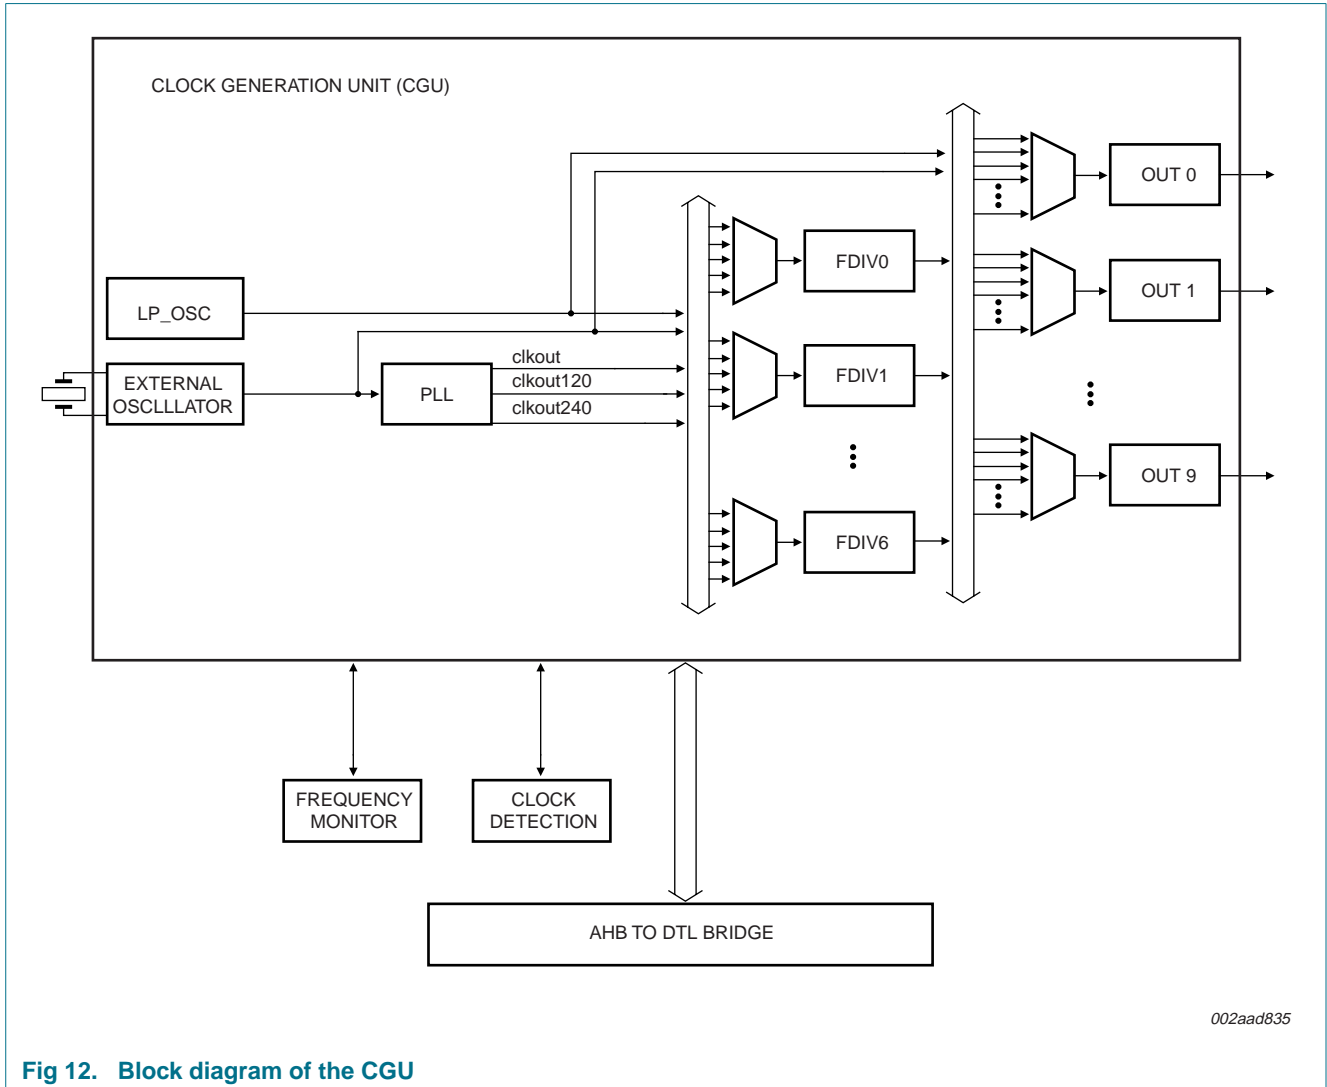 CLOCK GENERATION UNIT (CGU)
OUT 0
FDIV0
OUT 1
LP_OSC
clkout
EXTERNAL
OSCLLLATOR
PLL
clkout120
FDIV1
clkout240
OUT 9
FDIV6
FREQUENCY
MONITOR
CLOCK
DETECTION
AHB TO DTL BRIDGE
002aad835
Fig 12. Block diagram of the CGU